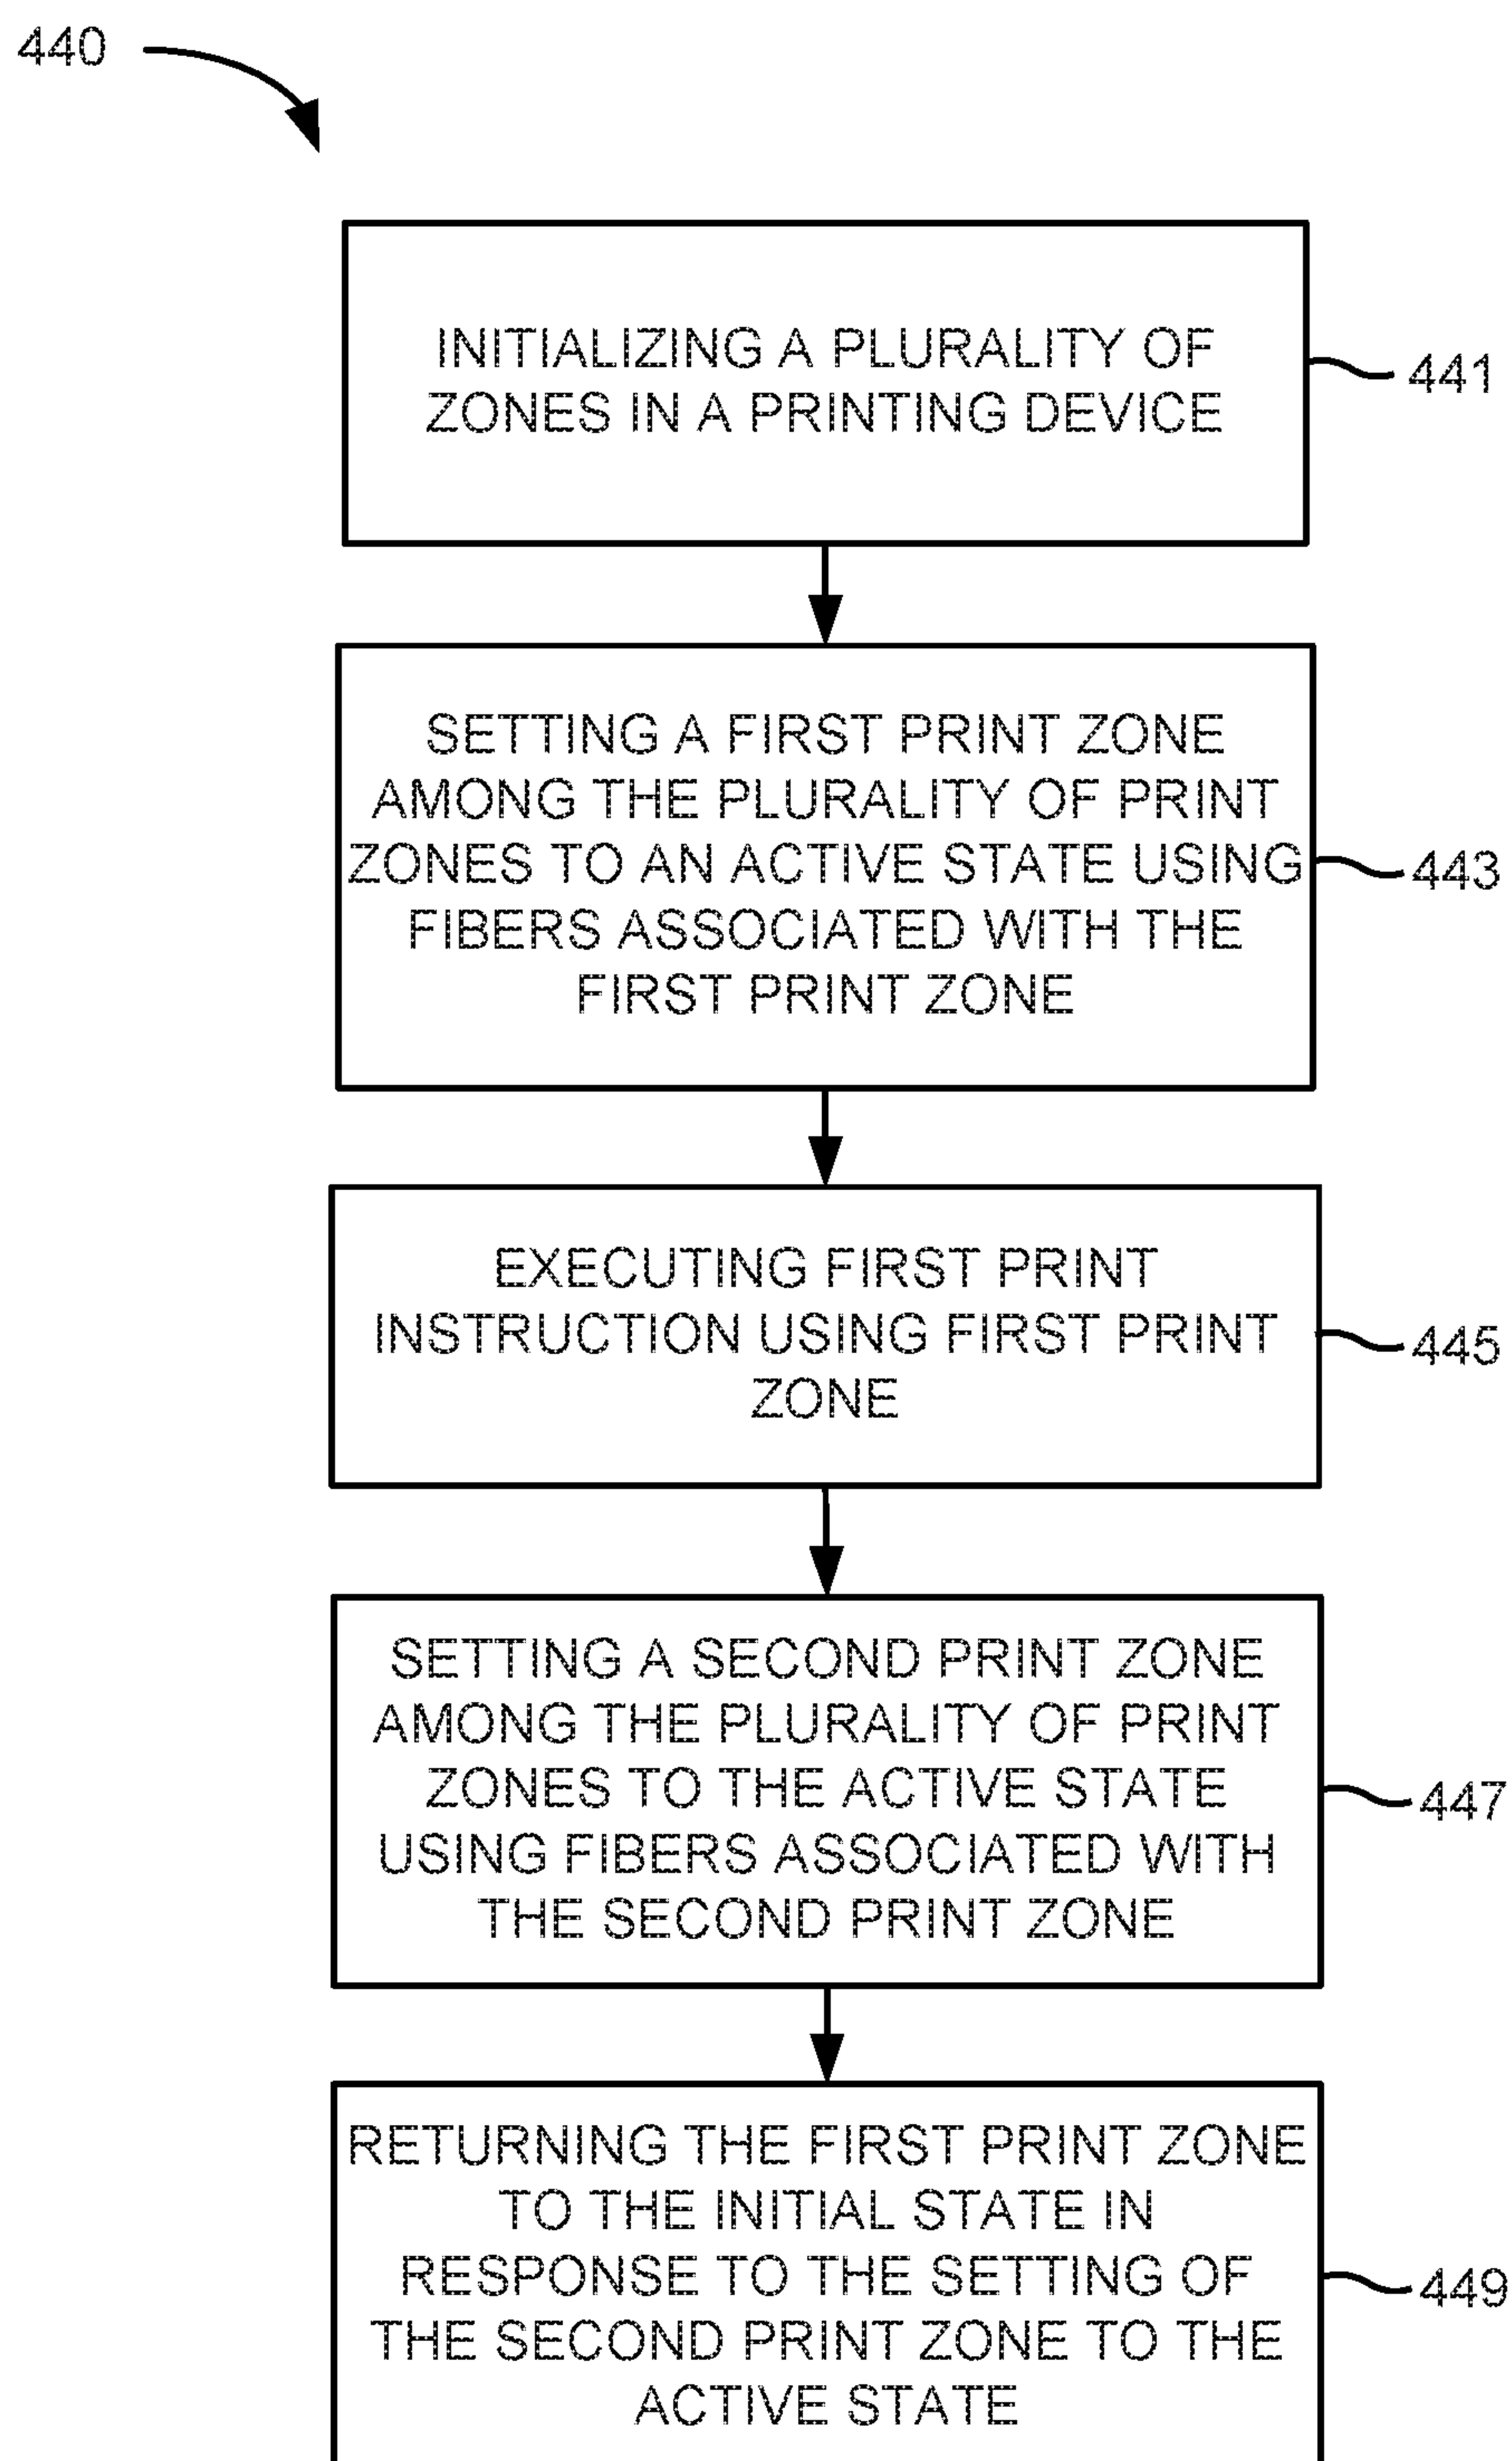 440
INITIALIZING A PLURALITY OF
ZONES IN A PRINTING DEVICE
441
SETTING A FIRST PRINT ZONE
AMONG THE PLURALITY OF PRINT
ZONES TO AN ACTIVE STATE USING
FIBERS ASSOCIATED WITH THE
FIRST PRINT ZONE
443
EXECUTING FIRST PRINT
INSTRUCTION USING FIRST PRINT
ZONE
445
SETTING A SECOND PRINT ZONE
AMONG THE PLURALITY OF PRINT
ZONES TO THE ACTIVE STATE
USING FIBERS ASSOCIATED WITH
THE SECOND PRINT ZONE
447
RETURNING THE FIRST PRINT ZONE
TO THE INITIAL STATE IN
RESPONSE TO THE SETTING OF
THE SECOND PRINT ZONE TO THE
ACTIVE STATE
449